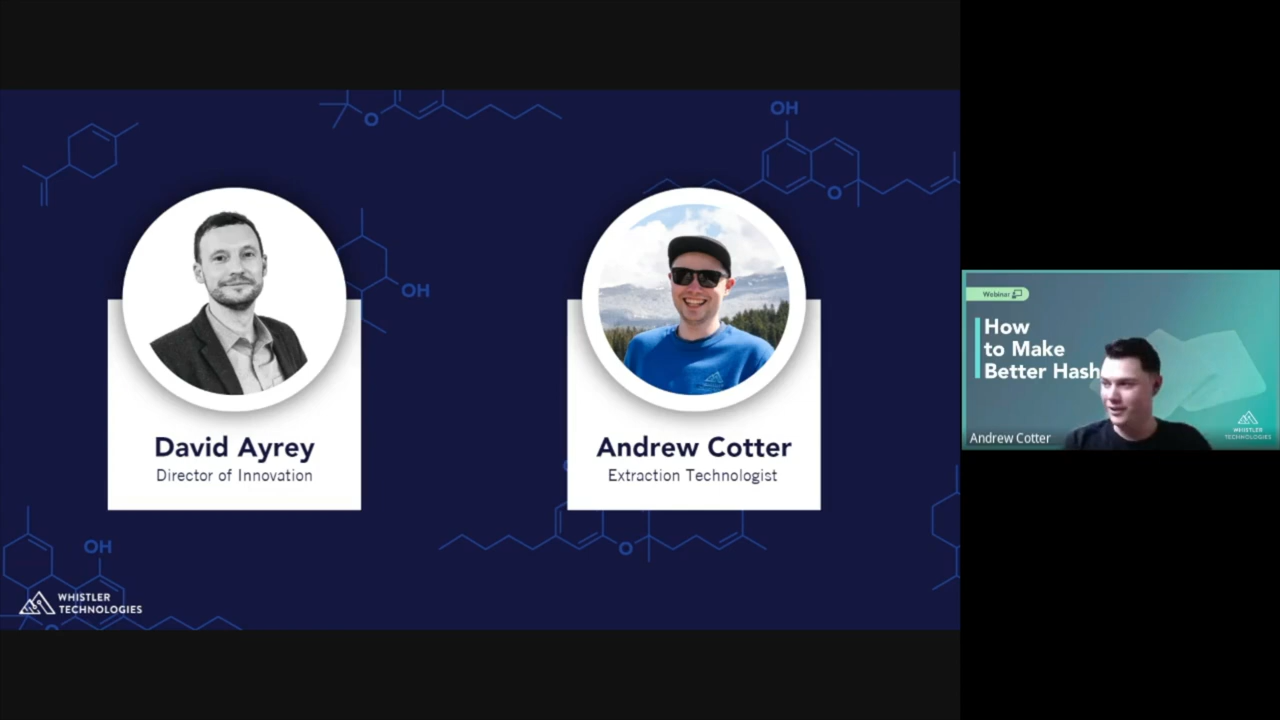 OH
O
OH
O
OH
David Ayrey
Director of Innovation
Andrew Cotter
Extraction Technologist
OH
O
WHISTLER
TECHNOLOGIES
Webinar
How
to Make
Better Hash
Andrew Cotter
WHISTLER
TECHNOLOGIES